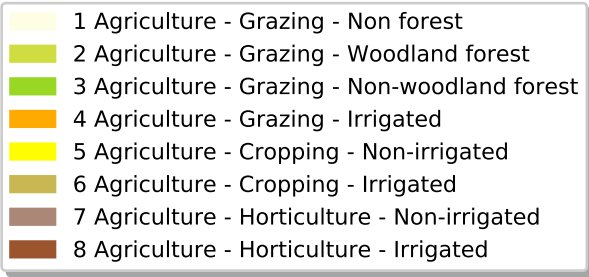 1 Agriculture - Grazing - Non forest
2 Agriculture - Grazing - Woodland forest
3 Agriculture - Grazing - Non-woodland forest
4 Agriculture - Grazing - Irrigated
5 Agriculture - Cropping - Non-irrigated
6 Agriculture - Cropping - Irrigated
7 Agriculture - Horticulture - Non-irrigated
8 Agriculture - Horticulture - Irrigated